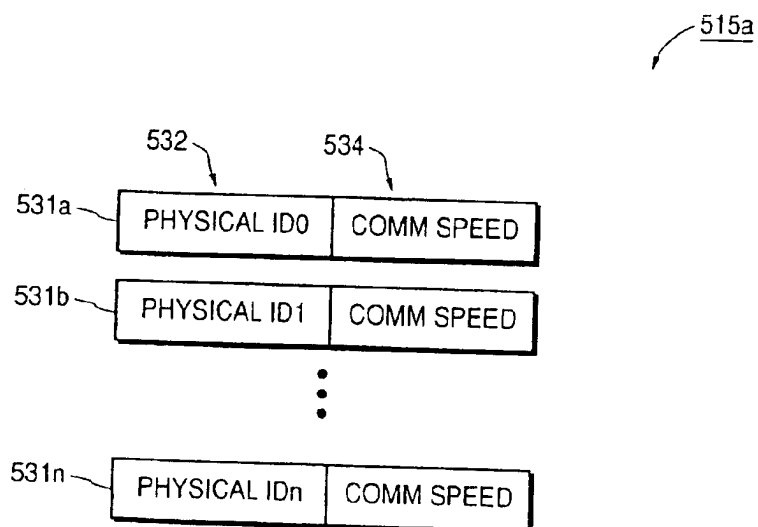 515a
532 534
531a PHYSICAL ID0 COMM SPEED
531b PHYSICAL ID1 COMM SPEED
531n PHYSICAL IDn COMM SPEED